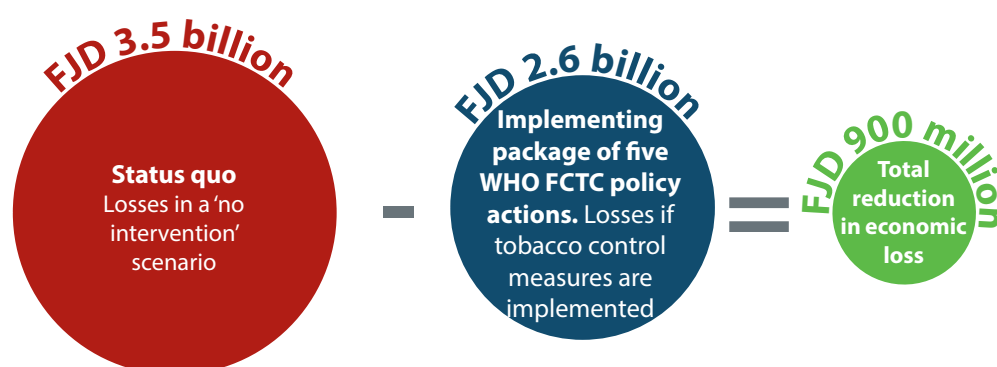 FJD 3.5 billion
Status quo
Losses in a ‘no
intervention’
scenario
-
FJD 2.6 billion
Implementing
package of five
WHO FCTC policy
actions. Losses if
tobacco control
measures are
implemented
=
FJD 900 million
Total
reduction
in economic
loss